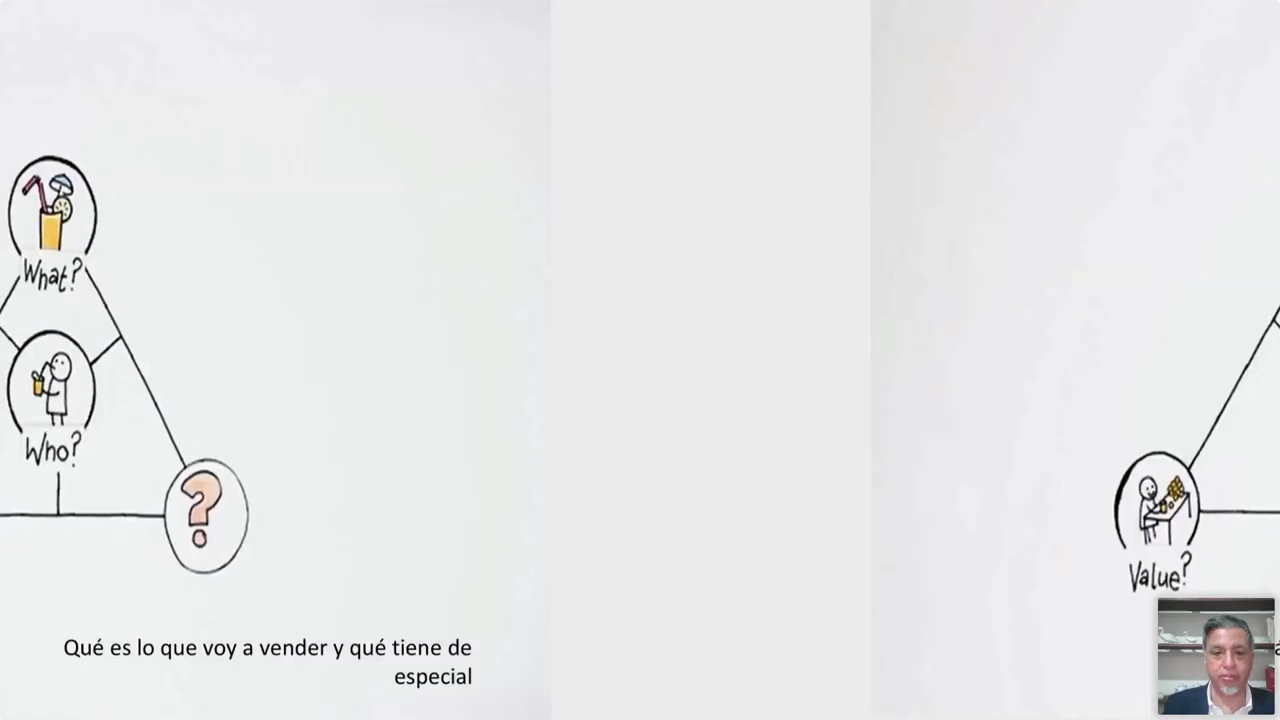 What?
Who?
Qué es lo que voy a vender y qué tiene de
especial
Value?